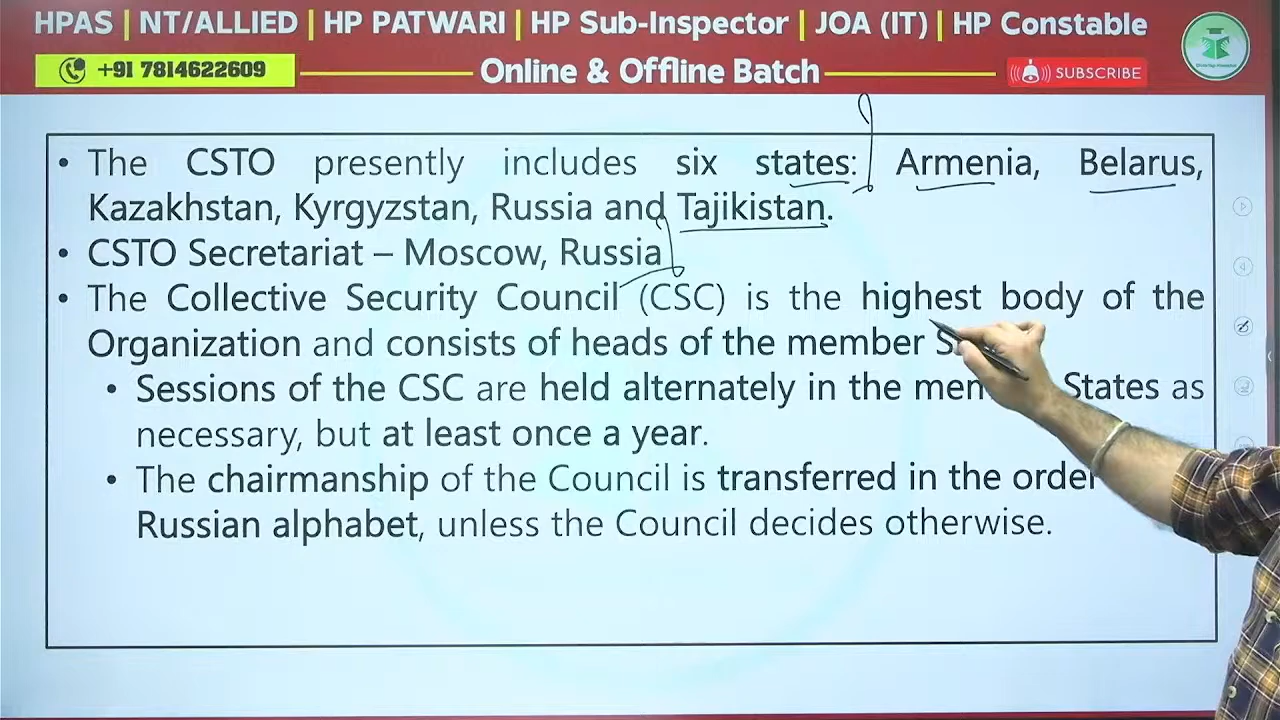 HPAS | NT/ALLIED | HP PATWARI | HP Sub-Inspector | JOA (IT) | HP Constable
+91 7814622609
Online & Offline Batch
SUBSCRIBE
• The CSTO presently includes six states: Armenia, Belarus,
Kazakhstan, Kyrgyzstan, Russia and Tajikistan.
• CSTO Secretariat – Moscow, Russia
• The Collective Security Council (CSC) is the highest body of the
Organization and consists of heads of the member
• Sessions of the CSC are held alternately in the States as
necessary, but at least once a year.
• The chairmanship of the Council is transferred in the order
Russian alphabet, unless the Council decides otherwise.